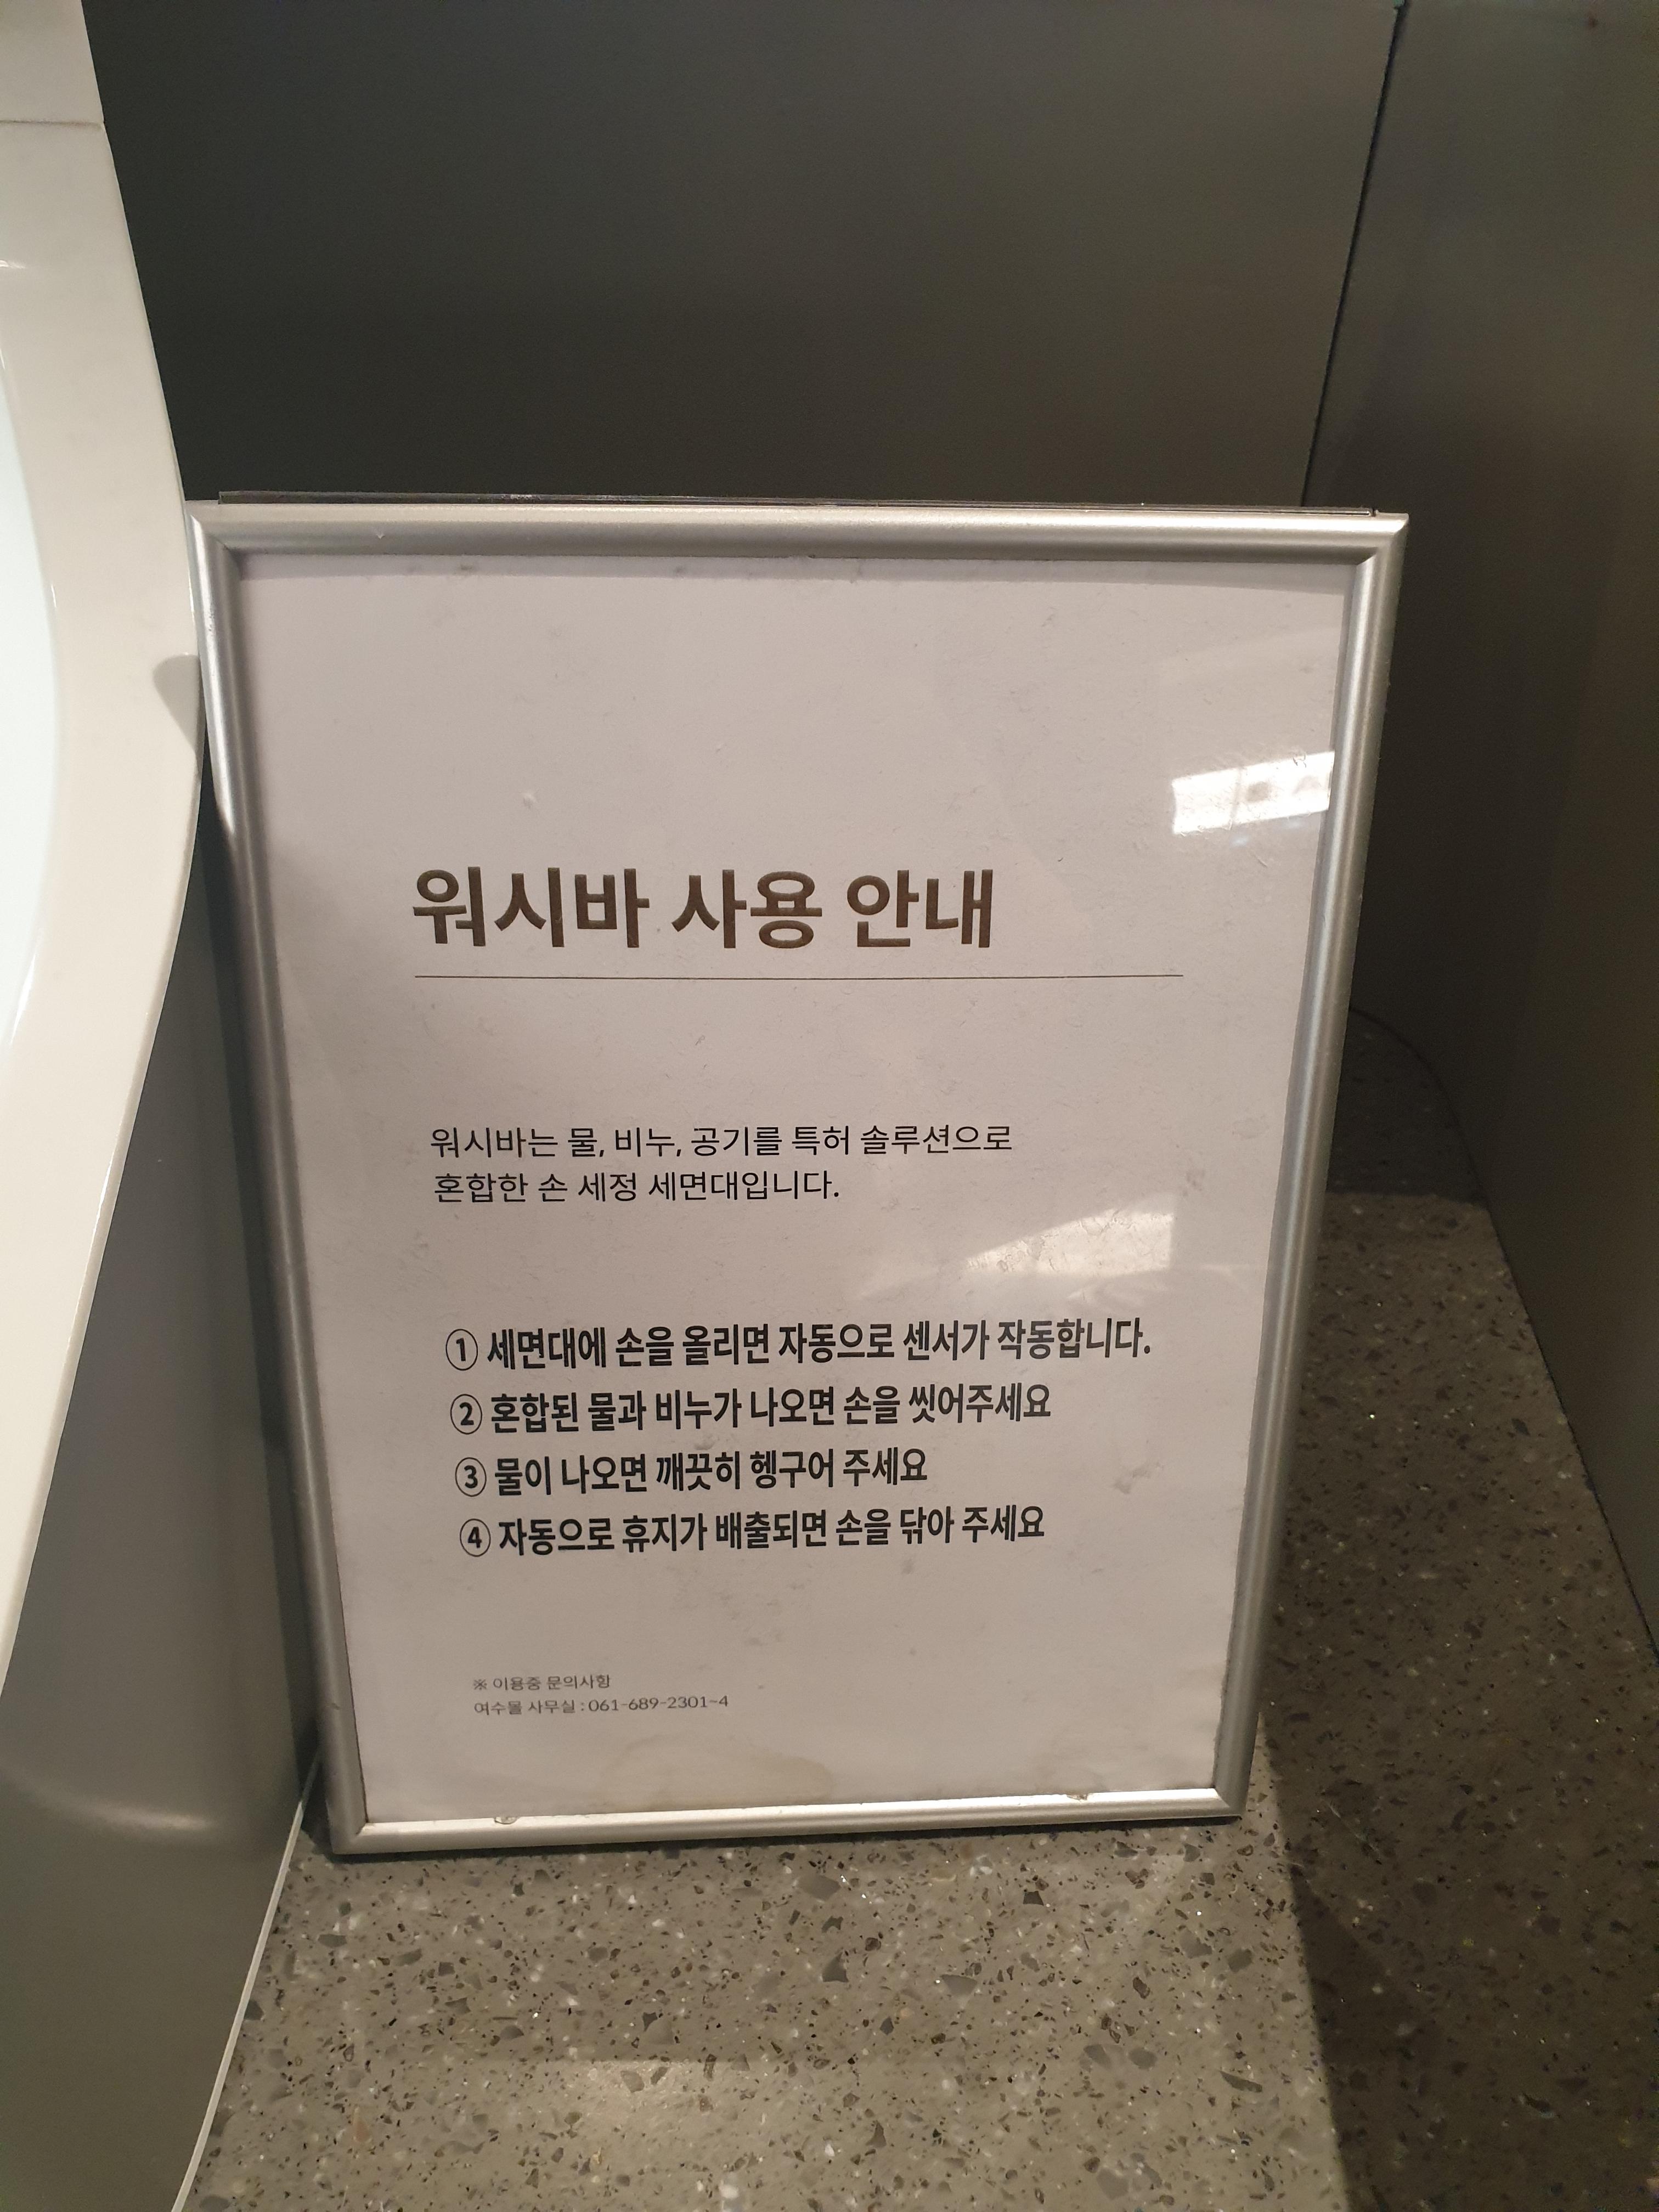 워시바 사용 안내
워시바는 물, 비누, 공기를 특허 솔루션으로
혼합한 손 세정 세면대입니다.
① 세면대에 손을 올리면 자동으로 센서가 작동합니다.
② 혼합된 물과 비누가 나오면 손을 씻어주세요
③ 물이 나오면 깨끗히 헹구어 주세요
④ 자동으로 휴지가 배출되면 손을 닦아 주세요
※ 이용중 문의사항
여수몰 사무실 : 061-689-2301~4